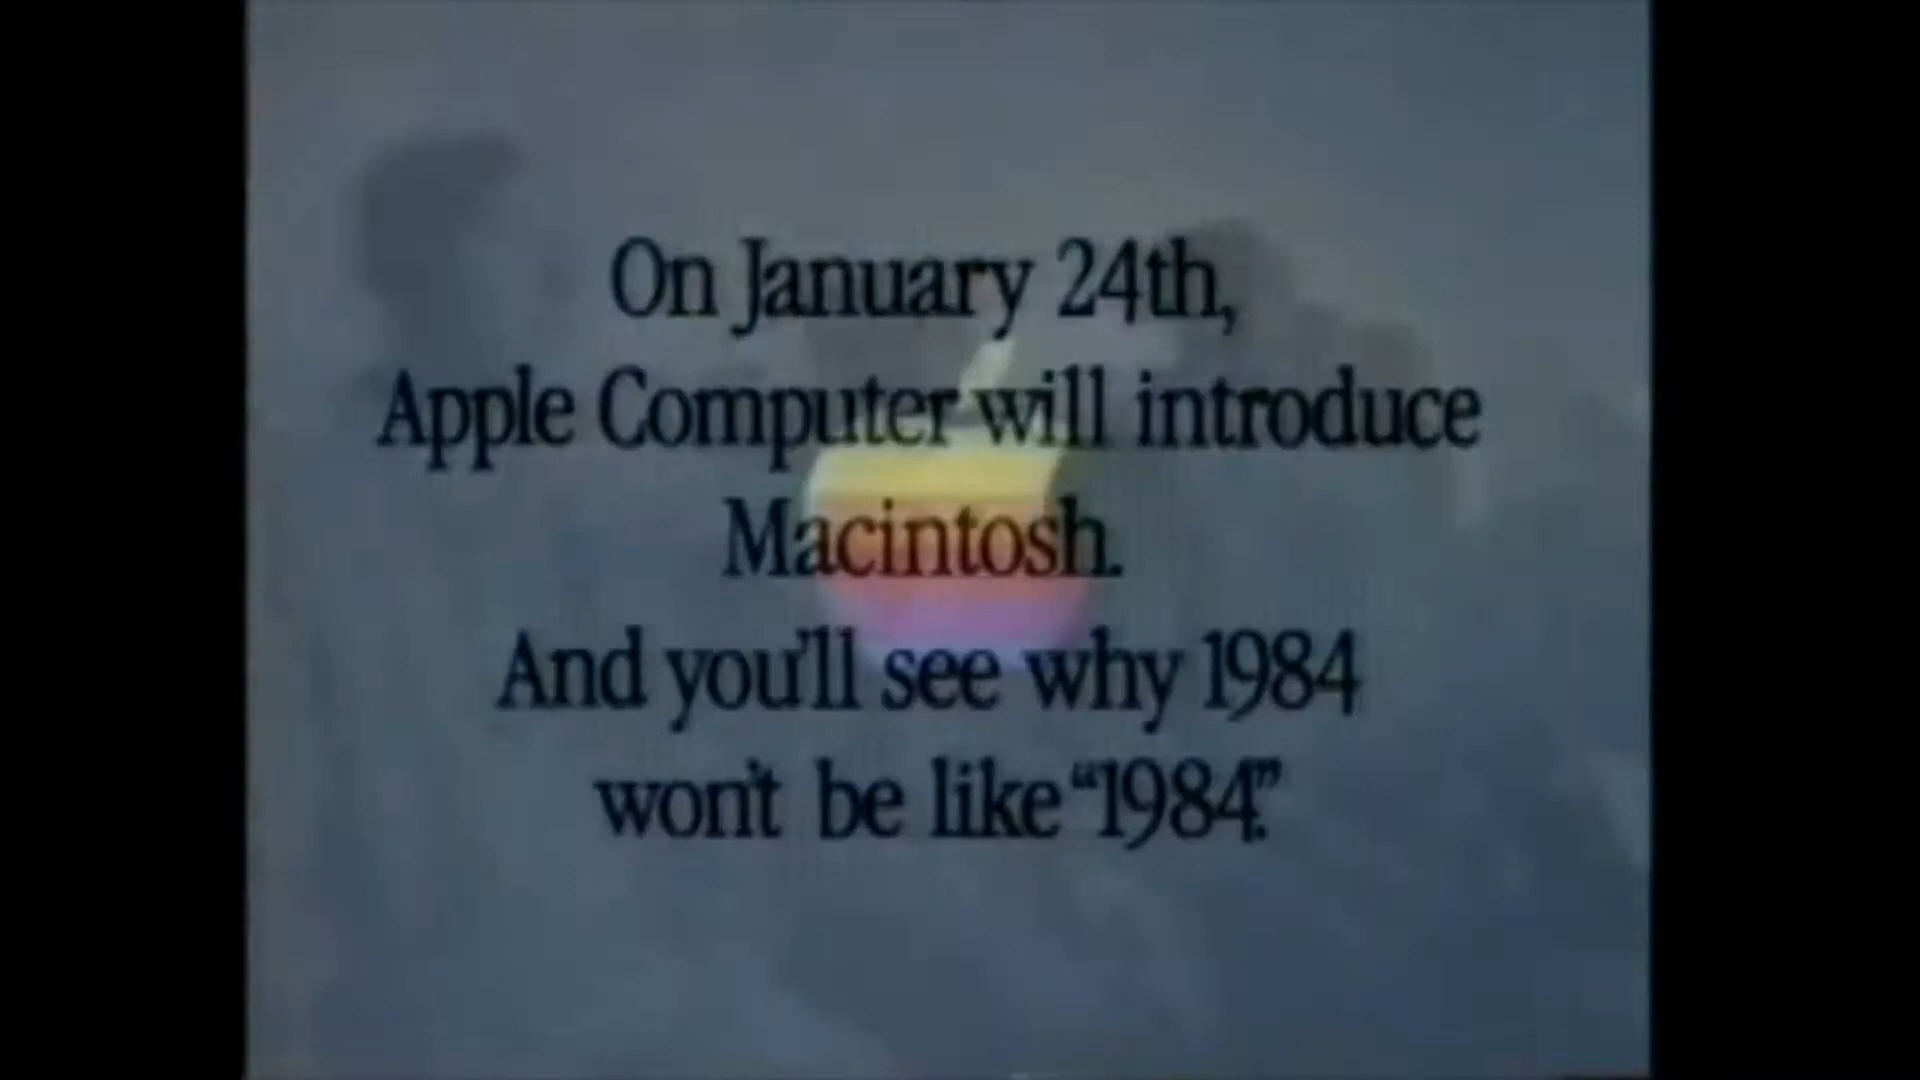 On January 24th,
Apple Computer will introduce
Macintosh.
And you'll see why 1984
won't be like “1984.”